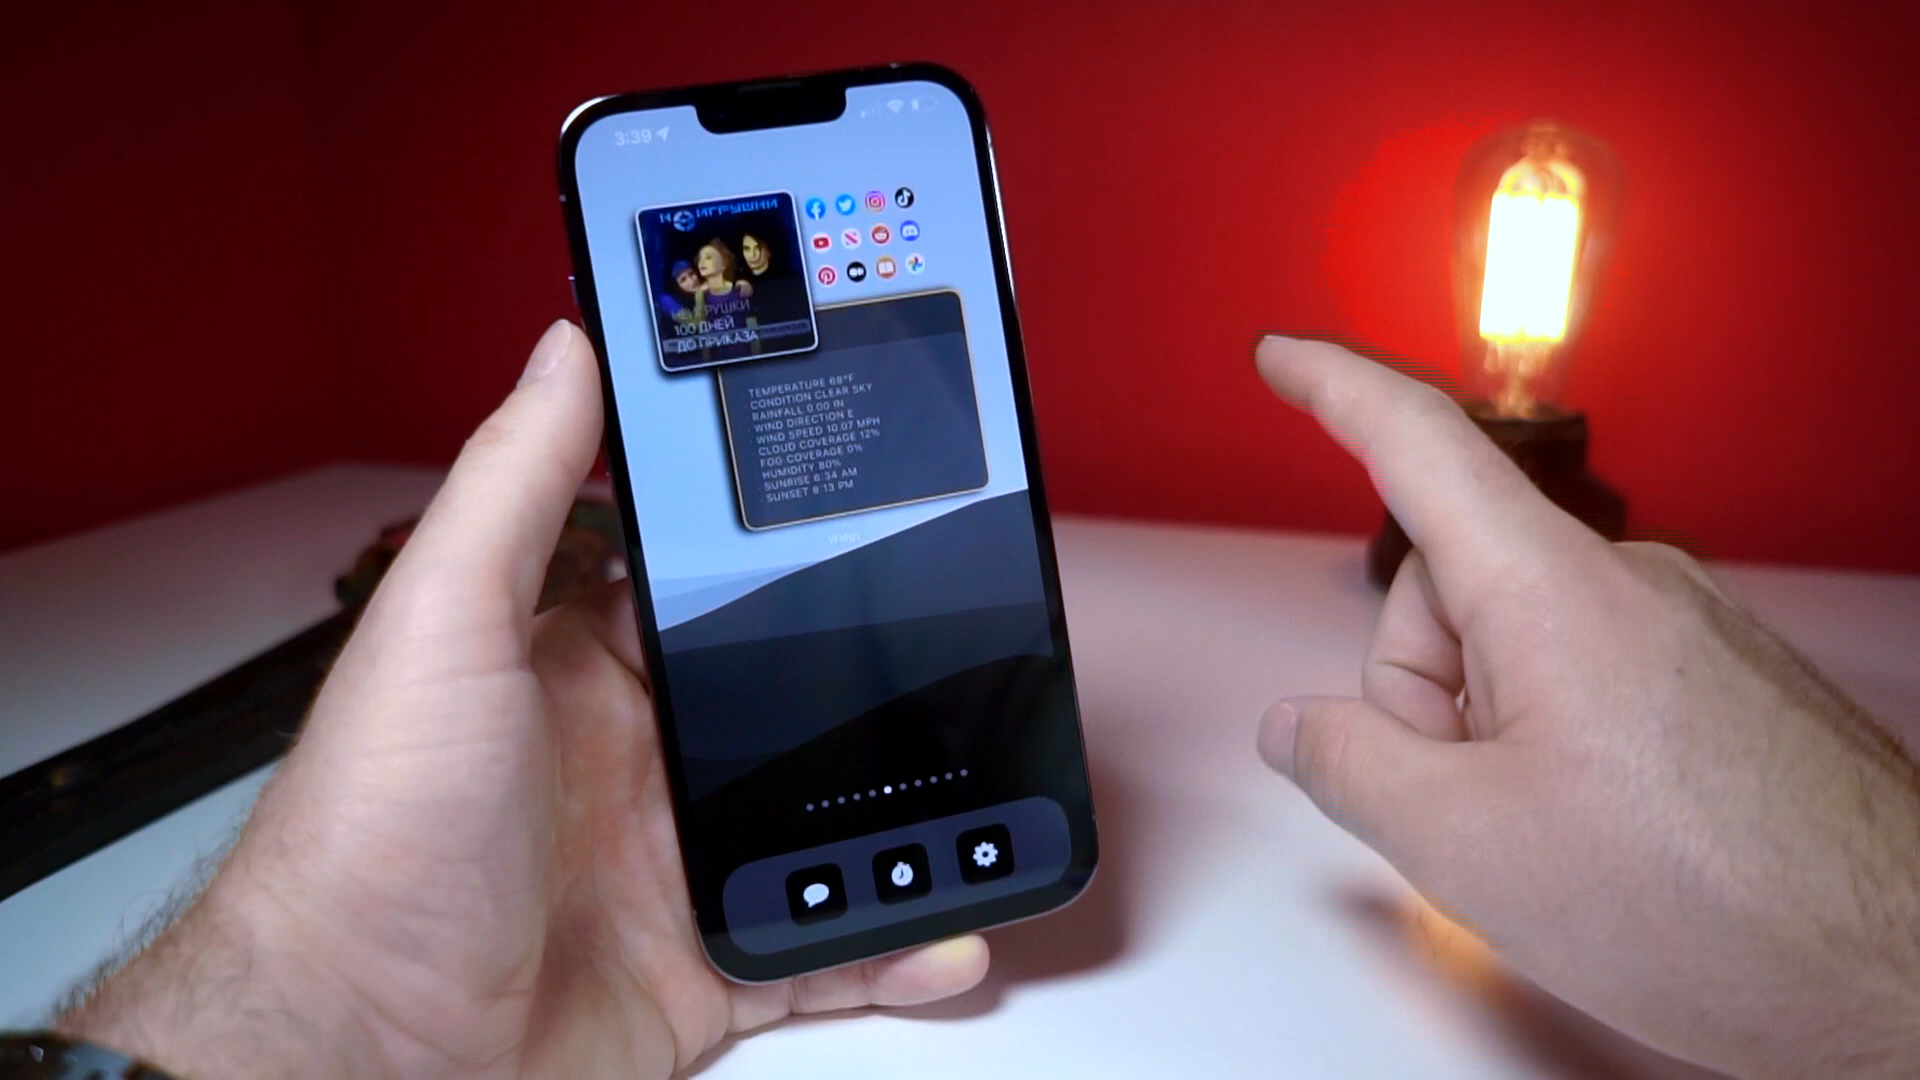 3:39
НЕИГРУШКИ
НЕИГРУШКИ
100 ДНЕЙ
ДО ПРИКАЗА
TEMPERATURE 68°F
CONDITION CLEAR SKY
RAINFALL 0.00 IN
WIND DIRECTION E
WIND SPEED 10.07 MPH
CLOUD COVERAGE 12%
FOG COVERAGE 0%
HUMIDITY 80%
SUNRISE 6:34 AM
SUNSET 8:13 PM
Widgy